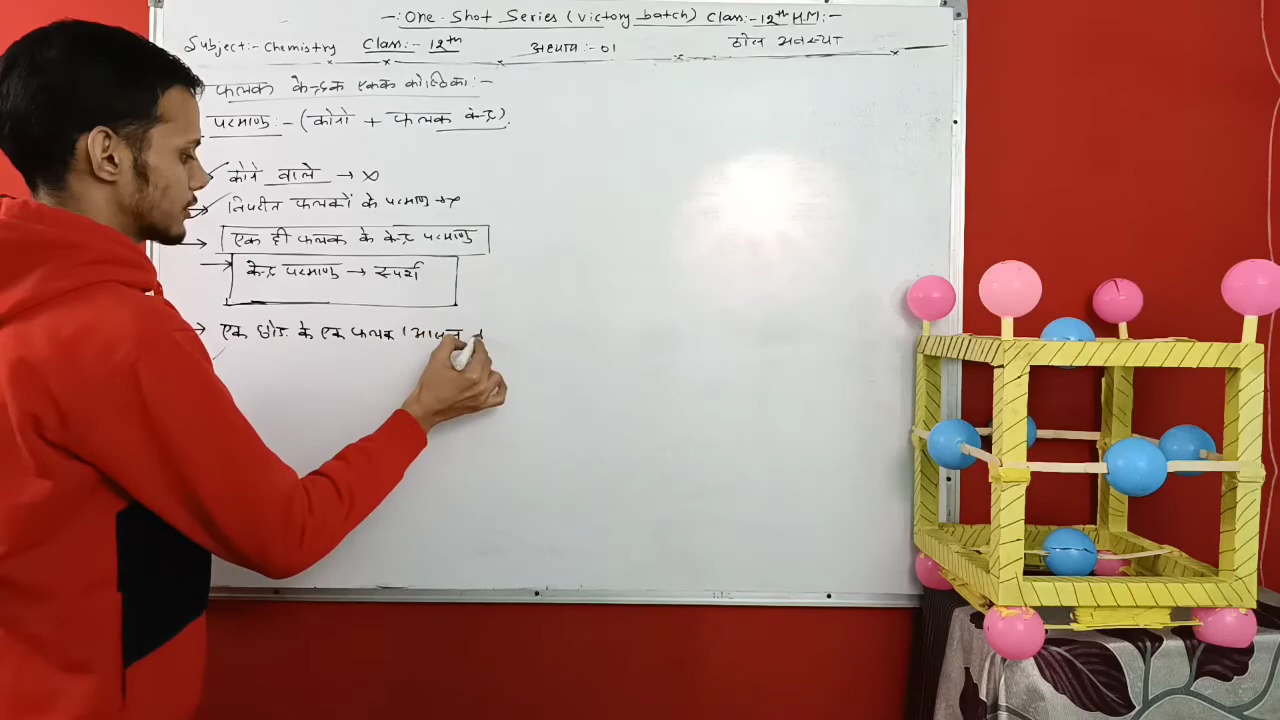 -: One-Shot Series (victory batch) Class:- 12th H.M:-
Subject:- Chemistry Class:- 12th अध्याय :- 01 ठोस अवस्था
फलक केन्द्रक एकक कोष्ठिका:-
परमाणु:- (कोनो + फलक केन्द्र).
कोने वाले → ×
विपरीत फलकों के परमाणु → ×
एक ही फलक के केन्द्र परमाणु
केन्द्र परमाणु → स्पर्श
एक छोड़ के एक फलक (